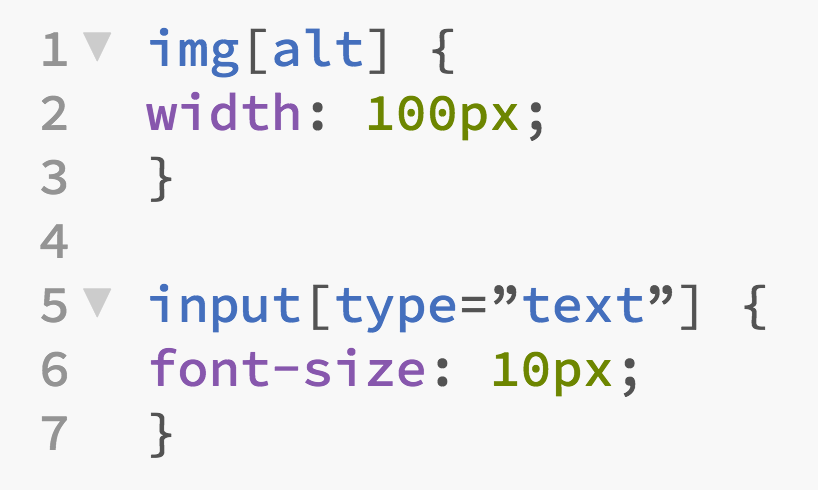 1 ▼ img[alt] {
2 width: 100px;
3 }
4
5 ▼ input[type=”text”] {
6 font-size: 10px;
7 }